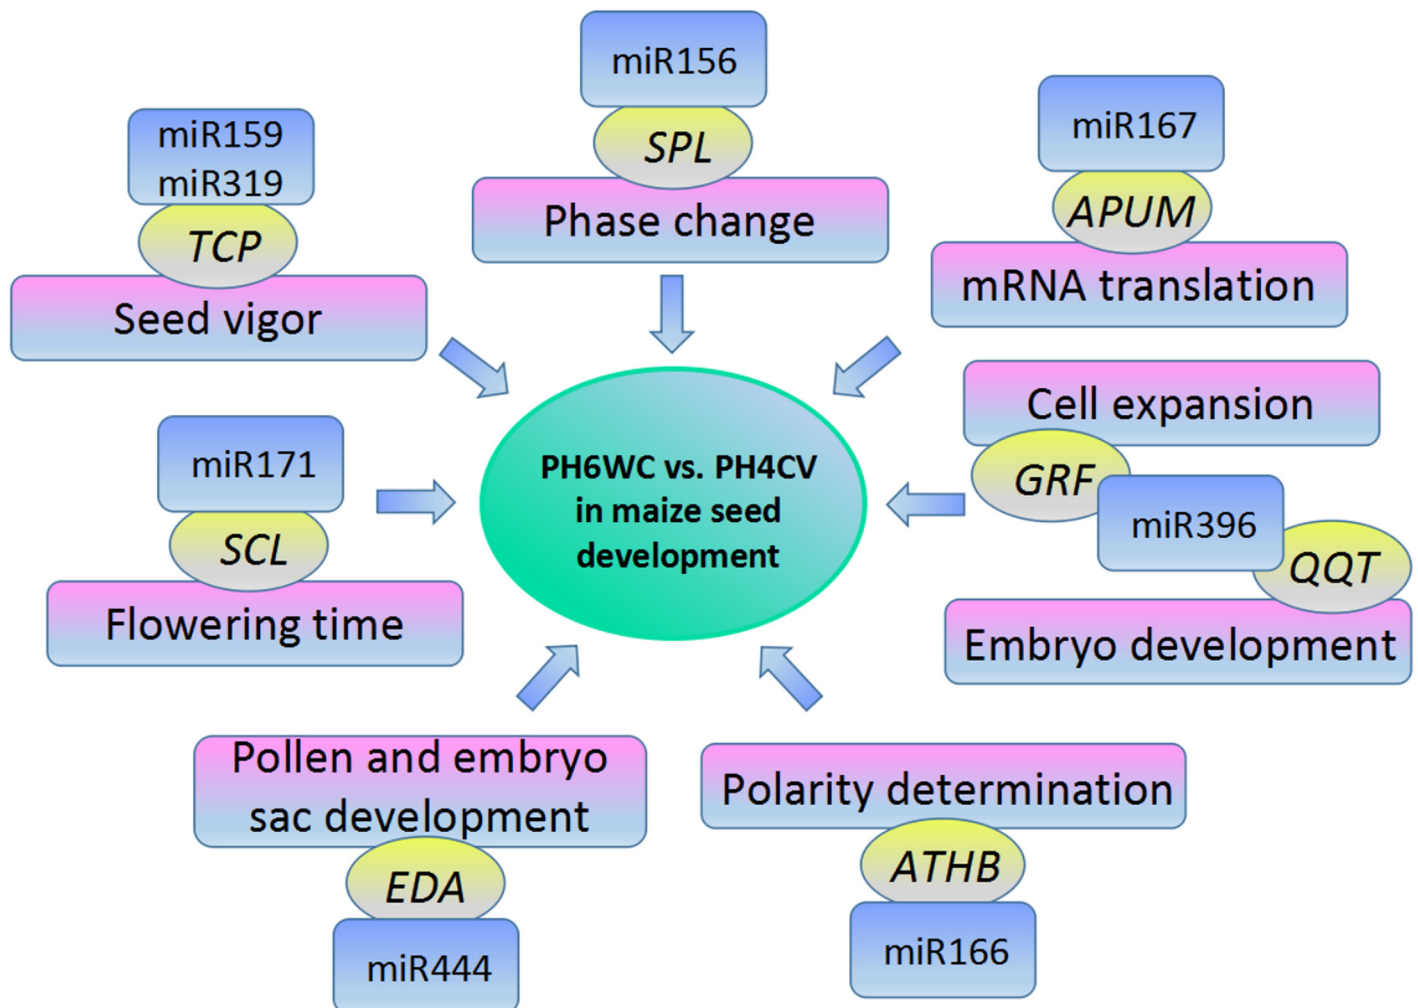 miR156
SPL
Phase change
miR159
miR319
TCP
Seed vigor
miR167
APUM
mRNA translation
Cell expansion
GRF
miR396
QQT
Embryo development
miR171
SCL
Flowering time
PH6WC vs. PH4CV
in maize seed
development
Pollen and embryo
sac development
EDA
miR444
Polarity determination
ATHB
miR166